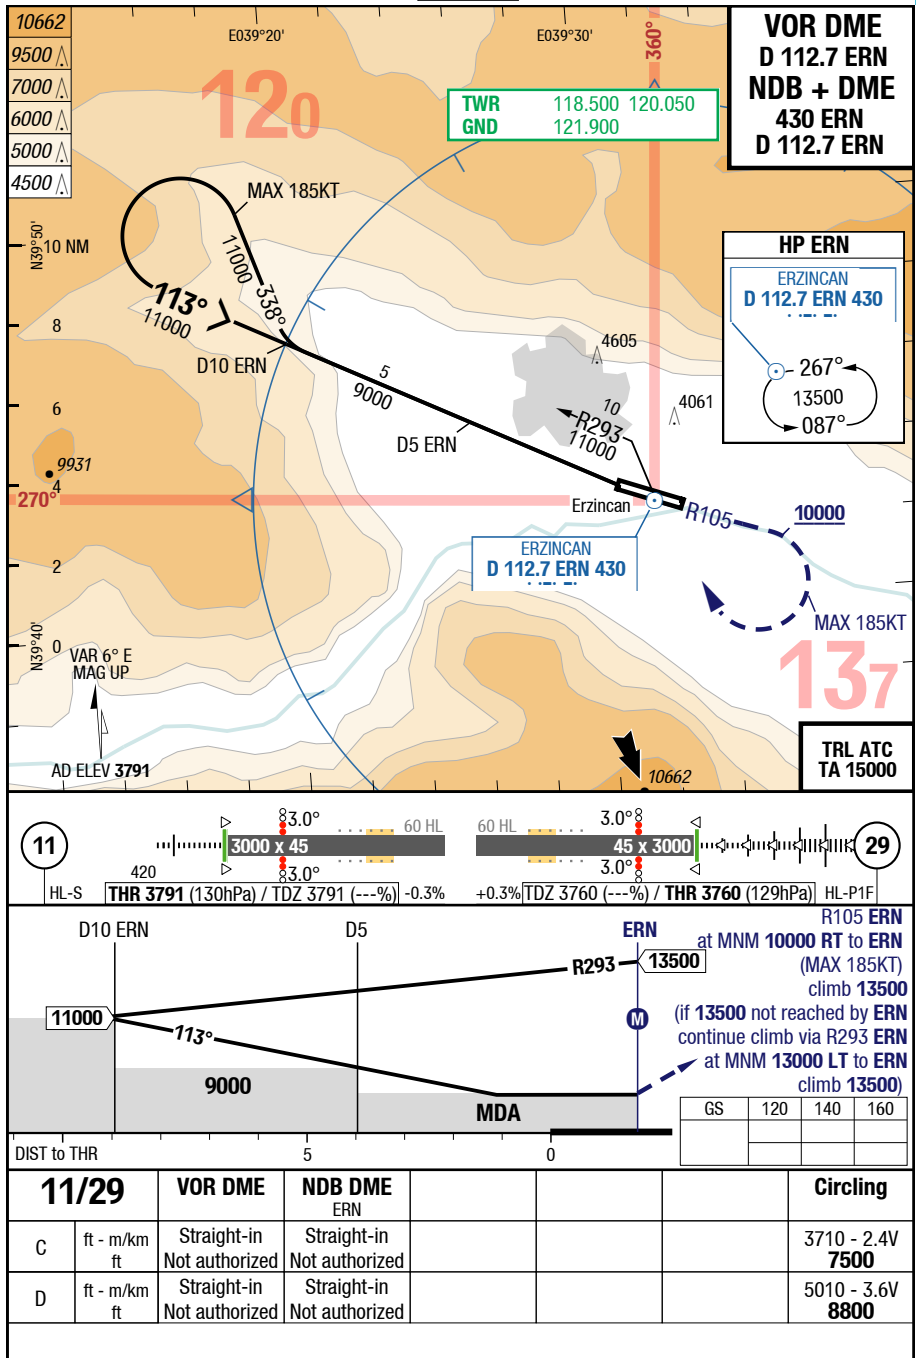 10662
9500
7000
6000
5000
4500
E039°20'
E039°30'
360°
VOR DME
D 112.7 ERN
NDB + DME
430 ERN
D 112.7 ERN
120
TWR 118.500 120.050
GND 121.900
MAX 185KT
N39°50'
10 NM
11000
338°
113°
11000
8
D10 ERN
HP ERN
ERZINCAN
D 112.7 ERN 430
267°
13500
087°
4605
5
9000
6
10
R293
11000
4061
D5 ERN
9931
4
270°
Erzincan
R105
10000
ERZINCAN
D 112.7 ERN 430
2
MAX 185KT
N39°40'
0
VAR 6° E
MAG UP
137
AD ELEV 3791
10662
TRL ATC
TA 15000
11
3.0°
60 HL
60 HL
3.0°
29
3000 x 45
45 x 3000
420
3.0°
3.0°
HL-S
THR 3791 (130hPa) / TDZ 3791 (---%) -0.3%
+0.3% TDZ 3760 (---%) / THR 3760 (129hPa)
HL-P1F
D10 ERN
D5
ERN
R105 ERN
at MNM 10000 RT to ERN
(MAX 185KT)
climb 13500
(if 13500 not reached by ERN
continue climb via R293 ERN
at MNM 13000 LT to ERN
climb 13500)
R293
13500
11000
M
113°
9000
MDA
GS 120 140 160
DIST to THR
5
0
11/29 VOR DME NDB DME Circling
ERN
C ft - m/km Straight-in Straight-in 3710 - 2.4V
ft Not authorized Not authorized 7500
D ft - m/km Straight-in Straight-in 5010 - 3.6V
ft Not authorized Not authorized 8800